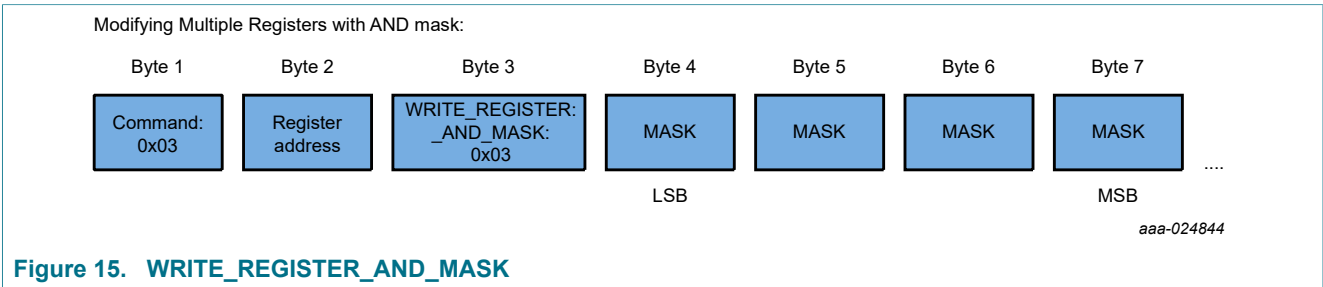 Modifying Multiple Registers with AND mask:
Byte 1 Byte 2 Byte 3 Byte 4 Byte 5 Byte 6 Byte 7
Command:
0x03
Register
address
WRITE_REGISTER:
_AND_MASK:
0x03
MASK
MASK
MASK
MASK
....
LSB MSB
aaa-024844
Figure 15. WRITE_REGISTER_AND_MASK